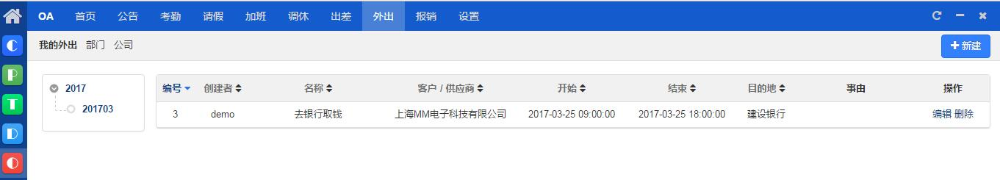 OA 首页 公告 考勤 请假 加班 调休 出差 外出 报销 设置
我的外出 部门 公司 新建
2017
201703
编号 创建者 名称 客户 / 供应商 开始 结束 目的地 事由 操作
3 demo 去银行取钱 上海MM电子科技有限公司 2017-03-25 09:00:00 2017-03-25 18:00:00 建设银行 编辑 删除